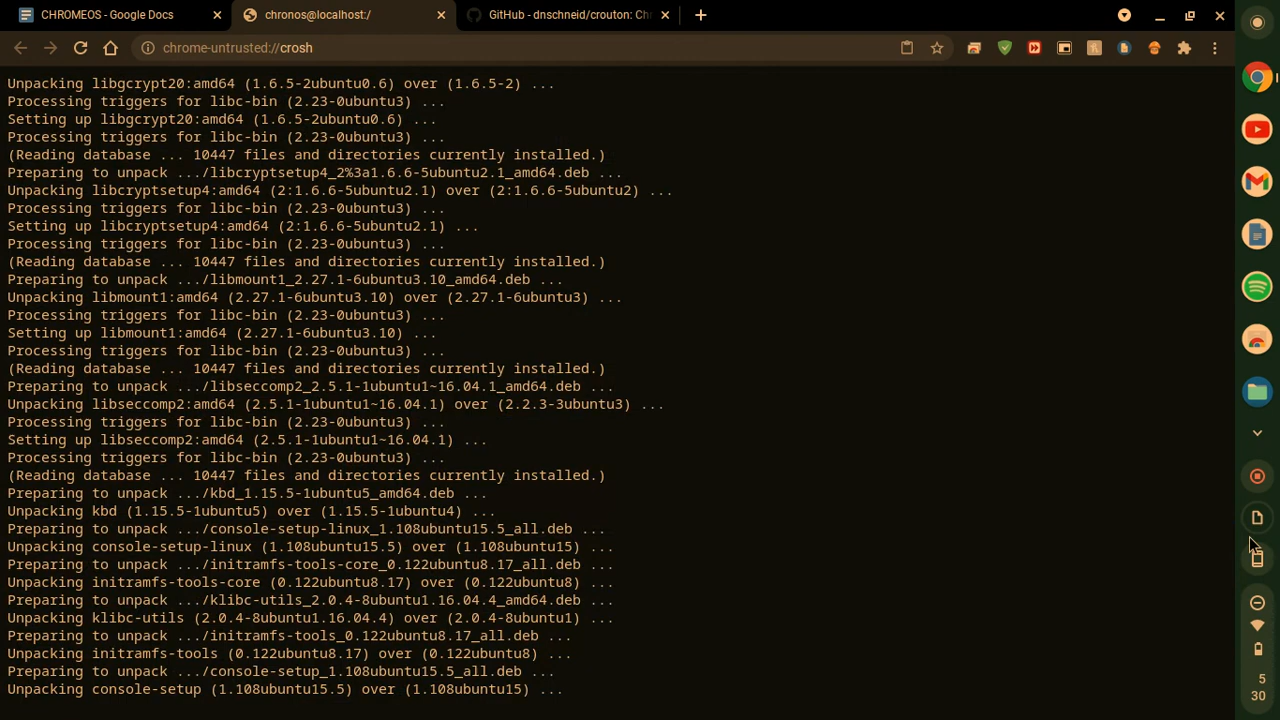 CHROMEOS - Google Docs
chronos@localhost:/
GitHub - dnschneid/crouton: Chr
chrome-untrusted://crosh
Unpacking libgcrypt20:amd64 (1.6.5-2ubuntu0.6) over (1.6.5-2) ...
Processing triggers for libc-bin (2.23-0ubuntu3) ...
Setting up libgcrypt20:amd64 (1.6.5-2ubuntu0.6) ...
Processing triggers for libc-bin (2.23-0ubuntu3) ...
(Reading database ... 10447 files and directories currently installed.)
Preparing to unpack .../libcryptsetup4_2%3a1.6.6-5ubuntu2.1_amd64.deb ...
Unpacking libcryptsetup4:amd64 (2:1.6.6-5ubuntu2.1) over (2:1.6.6-5ubuntu2) ...
Processing triggers for libc-bin (2.23-0ubuntu3) ...
Setting up libcryptsetup4:amd64 (2:1.6.6-5ubuntu2.1) ...
Processing triggers for libc-bin (2.23-0ubuntu3) ...
(Reading database ... 10447 files and directories currently installed.)
Preparing to unpack .../libmount1_2.27.1-6ubuntu3.10_amd64.deb ...
Unpacking libmount1:amd64 (2.27.1-6ubuntu3.10) over (2.27.1-6ubuntu3) ...
Processing triggers for libc-bin (2.23-0ubuntu3) ...
Setting up libmount1:amd64 (2.27.1-6ubuntu3.10) ...
Processing triggers for libc-bin (2.23-0ubuntu3) ...
(Reading database ... 10447 files and directories currently installed.)
Preparing to unpack .../libseccomp2_2.5.1-1ubuntu1~16.04.1_amd64.deb ...
Unpacking libseccomp2:amd64 (2.5.1-1ubuntu1~16.04.1) over (2.2.3-3ubuntu3) ...
Processing triggers for libc-bin (2.23-0ubuntu3) ...
Setting up libseccomp2:amd64 (2.5.1-1ubuntu1~16.04.1) ...
Processing triggers for libc-bin (2.23-0ubuntu3) ...
(Reading database ... 10447 files and directories currently installed.)
Preparing to unpack .../kbd_1.15.5-1ubuntu5_amd64.deb ...
Unpacking kbd (1.15.5-1ubuntu5) over (1.15.5-1ubuntu4) ...
Preparing to unpack .../console-setup-linux_1.108ubuntu15.5_all.deb ...
Unpacking console-setup-linux (1.108ubuntu15.5) over (1.108ubuntu15) ...
Preparing to unpack .../initramfs-tools-core_0.122ubuntu8.17_all.deb ...
Unpacking initramfs-tools-core (0.122ubuntu8.17) over (0.122ubuntu8) ...
Preparing to unpack .../klibc-utils_2.0.4-8ubuntu1.16.04.4_amd64.deb ...
Unpacking klibc-utils (2.0.4-8ubuntu1.16.04.4) over (2.0.4-8ubuntu1) ...
Preparing to unpack .../initramfs-tools_0.122ubuntu8.17_all.deb ...
Unpacking initramfs-tools (0.122ubuntu8.17) over (0.122ubuntu8) ...
Preparing to unpack .../console-setup_1.108ubuntu15.5_all.deb ...
Unpacking console-setup (1.108ubuntu15.5) over (1.108ubuntu15) ...
5
30